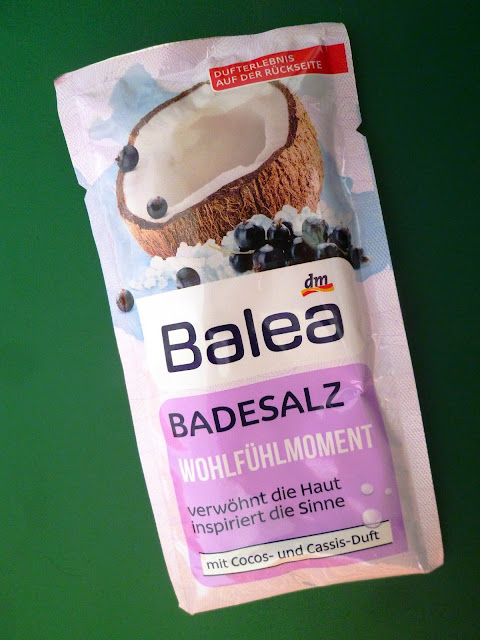 DUFTERLEBNIS
AUF DER RÜCKSEITE
dm
Balea
BADESALZ
WOHLFÜHLMOMENT
verwöhnt die Haut
inspiriert die Sinne
mit Cocos- und Cassis-Duft